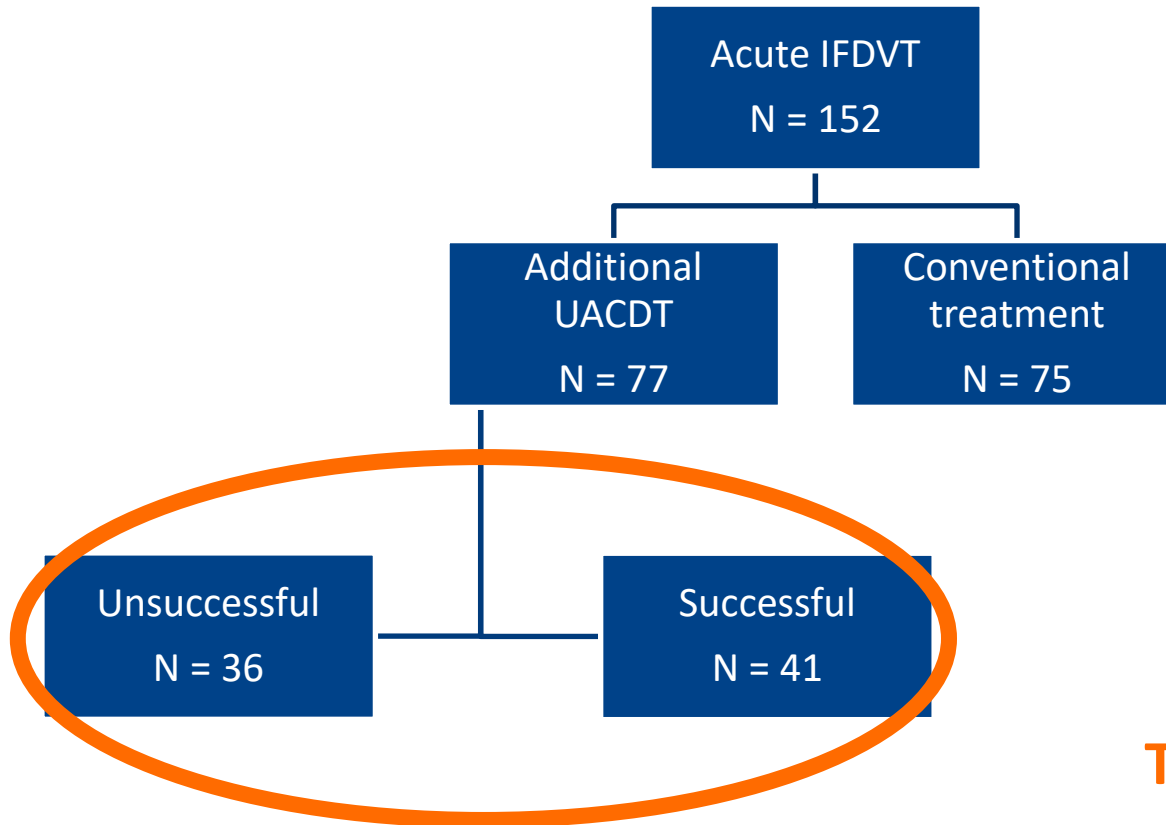 Acute IFDVT
N = 152
Additional
UACDT
N = 77
Conventional
treatment
N = 75
Unsuccessful
N = 36
Successful
N = 41
T